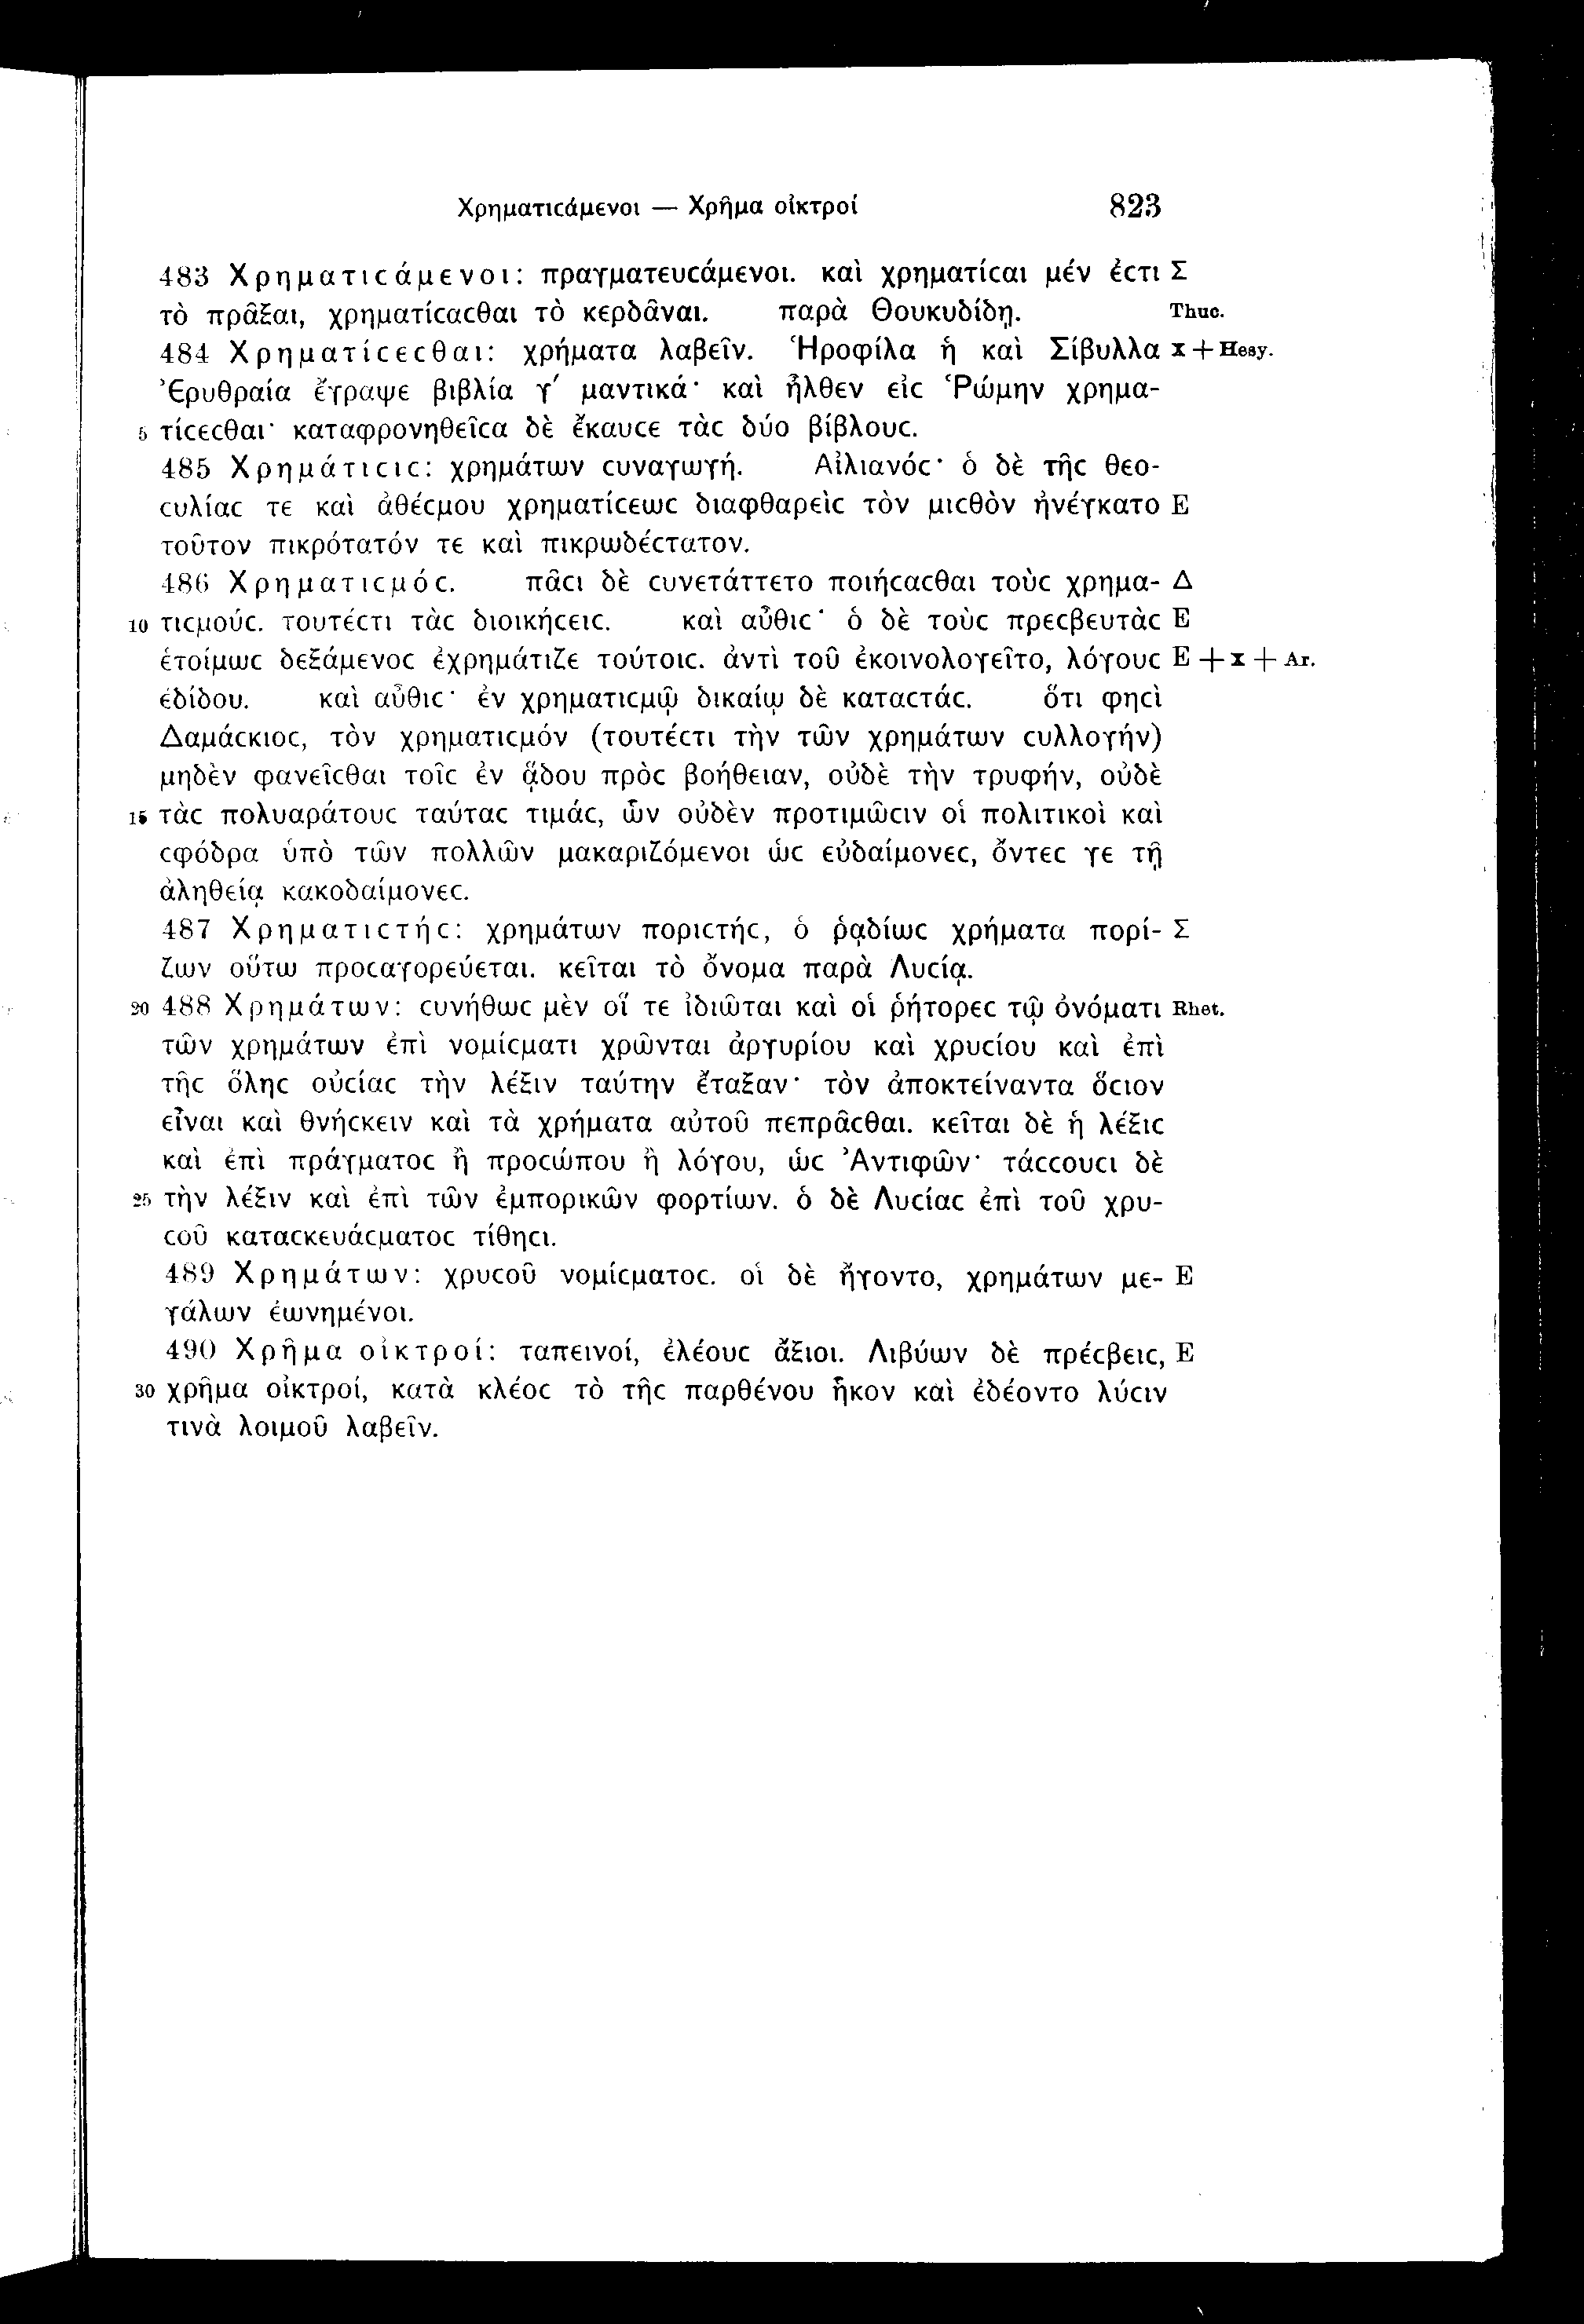 Χρηματιϲάμενοι — Χρῆμα οἰκτροί 823
483 Χρηματιϲάμενοι: πραγματευϲάμενοι. καὶ χρηματίϲαι μέν ἐϲτι Σ
τὸ πρᾶξαι, χρηματίϲαϲθαι τὸ κερδᾶναι. παρὰ Θουκυδίδῃ. Thuc.
484 Χρηματίϲεϲθαι: χρήματα λαβεῖν. Ἡροφίλα ἡ καὶ Σίβυλλα x + Hesy.
Ἐρυθραία ἔγραψε βιβλία γʹ μαντικά· καὶ ἦλθεν εἰϲ Ῥώμην χρημα-
5 τίϲεϲθαι· καταφρονηθεῖϲα δὲ ἔκαυϲε τὰϲ δύο βίβλουϲ.
485 Χρημάτιϲιϲ: χρημάτων ϲυναγωγή. Αἰλιανόϲ· ὁ δὲ τῆϲ θεο-
ϲυλίαϲ τε καὶ ἀθέϲμου χρηματίϲεωϲ διαφθαρεὶϲ τὸν μιϲθὸν ἠνέγκατο E
τοῦτον πικρότατόν τε καὶ πικρωδέϲτατον.
486 Χρηματιϲμόϲ. πᾶϲι δὲ ϲυνετάττετο ποιήϲαϲθαι τοὺϲ χρημα- Δ
10 τιϲμούϲ. τουτέϲτι τὰϲ διοικήϲειϲ. καὶ αὖθιϲ· ὁ δὲ τοὺϲ πρεϲβευτὰϲ E
ἑτοίμωϲ δεξάμενοϲ ἐχρημάτιζε τούτοιϲ. ἀντὶ τοῦ ἐκοινολογεῖτο, λόγουϲ E + x + Ar.
ἐδίδου. καὶ αὖθιϲ· ἐν χρηματιϲμῷ δικαίῳ δὲ καταϲτάϲ. ὅτι φηϲὶ
Δαμάϲκιοϲ, τὸν χρηματιϲμόν (τουτέϲτι τὴν τῶν χρημάτων ϲυλλογήν)
μηδὲν φανεῖϲθαι τοῖϲ ἐν ᾅδου πρὸϲ βοήθειαν, οὐδὲ τὴν τρυφήν, οὐδὲ
15 τὰϲ πολυαράτουϲ ταύταϲ τιμάϲ, ὧν οὐδὲν προτιμῶϲιν οἱ πολιτικοὶ καὶ
ϲφόδρα ὑπὸ τῶν πολλῶν μακαριζόμενοι ὡϲ εὐδαίμονεϲ, ὄντεϲ γε τῇ
ἀληθείᾳ κακοδαίμονεϲ.
487 Χρηματιϲτήϲ: χρημάτων ποριϲτήϲ, ὁ ῥᾳδίωϲ χρήματα πορί- Σ
ζων οὕτω προϲαγορεύεται. κεῖται τὸ ὄνομα παρὰ Λυϲίᾳ.
20 488 Χρημάτων: ϲυνήθωϲ μὲν οἵ τε ἰδιῶται καὶ οἱ ῥήτορεϲ τῷ ὀνόματι Rhet.
τῶν χρημάτων ἐπὶ νομίϲματι χρῶνται ἀργυρίου καὶ χρυϲίου καὶ ἐπὶ
τῆϲ ὅληϲ οὐϲίαϲ τὴν λέξιν ταύτην ἔταξαν· τὸν ἀποκτείναντα ὅϲιον
εἶναι καὶ θνήϲκειν καὶ τὰ χρήματα αὐτοῦ πεπρᾶϲθαι. κεῖται δὲ ἡ λέξιϲ
καὶ ἐπὶ πράγματοϲ ἢ προϲώπου ἢ λόγου, ὡϲ Ἀντιφῶν· τάϲϲουϲι δὲ
25 τὴν λέξιν καὶ ἐπὶ τῶν ἐμπορικῶν φορτίων. ὁ δὲ Λυϲίαϲ ἐπὶ τοῦ χρυ-
ϲοῦ καταϲκευάϲματοϲ τίθηϲι.
489 Χρημάτων: χρυϲοῦ νομίϲματοϲ. οἱ δὲ ἤγοντο, χρημάτων με- E
γάλων ἐωνημένοι.
490 Χρῆμα οἰκτροί: ταπεινοί, ἐλέουϲ ἄξιοι. Λιβύων δὲ πρέϲβειϲ, E
30 χρῆμα οἰκτροί, κατὰ κλέοϲ τὸ τῆϲ παρθένου ἧκον καὶ ἐδέοντο λύϲιν
τινὰ λοιμοῦ λαβεῖν.